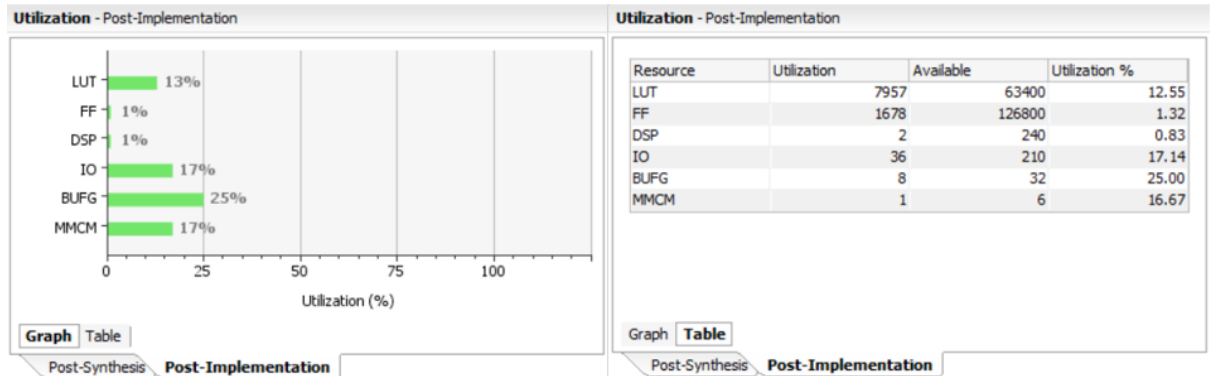 Utilization - Post-Implementation
LUT 13%
FF 1%
DSP 1%
IO 17%
BUFG 25%
MMCM 17%
0 25 50 75 100
Utilization (%)
Graph Table
Post-Synthesis Post-Implementation
Utilization - Post-Implementation
Resource Utilization Available Utilization %
LUT 7957 63400 12.55
FF 1678 126800 1.32
DSP 2 240 0.83
IO 36 210 17.14
BUFG 8 32 25.00
MMCM 1 6 16.67
Graph Table
Post-Synthesis Post-Implementation